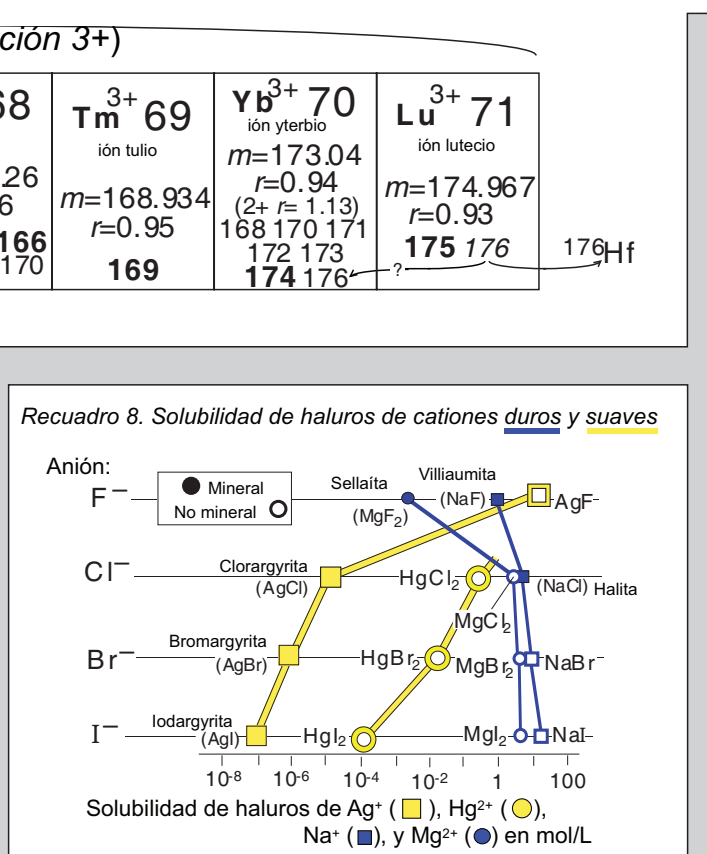 ción 3+)
68
.26
6
166
170
Tm3+ 69
ión tulio
m=168.934
r=0.95
169
Yb3+ 70
ión yterbio
m=173.04
r=0.94
(2+ r= 1.13)
168 170 171
172 173
174 176
Lu3+ 71
ión lutecio
m=174.967
r=0.93
175 176
?
176Hf
Recuadro 8. Solubilidad de haluros de cationes duros y suaves
Anión:
Mineral
No mineral
F− Sellaíta (MgF2) Villiaumita (NaF) AgF
Cl− Clorargyrita (AgCl) HgCl2 MgCl2 (NaCl) Halita
Br− Bromargyrita (AgBr) HgBr2 MgBr2 NaBr
I− Iodargyrita (AgI) HgI2 MgI2 NaI
10-8 10-6 10-4 10-2 1 100
Solubilidad de haluros de Ag+ ( ), Hg2+ ( ),
Na+ ( ), y Mg2+ ( ) en mol/L